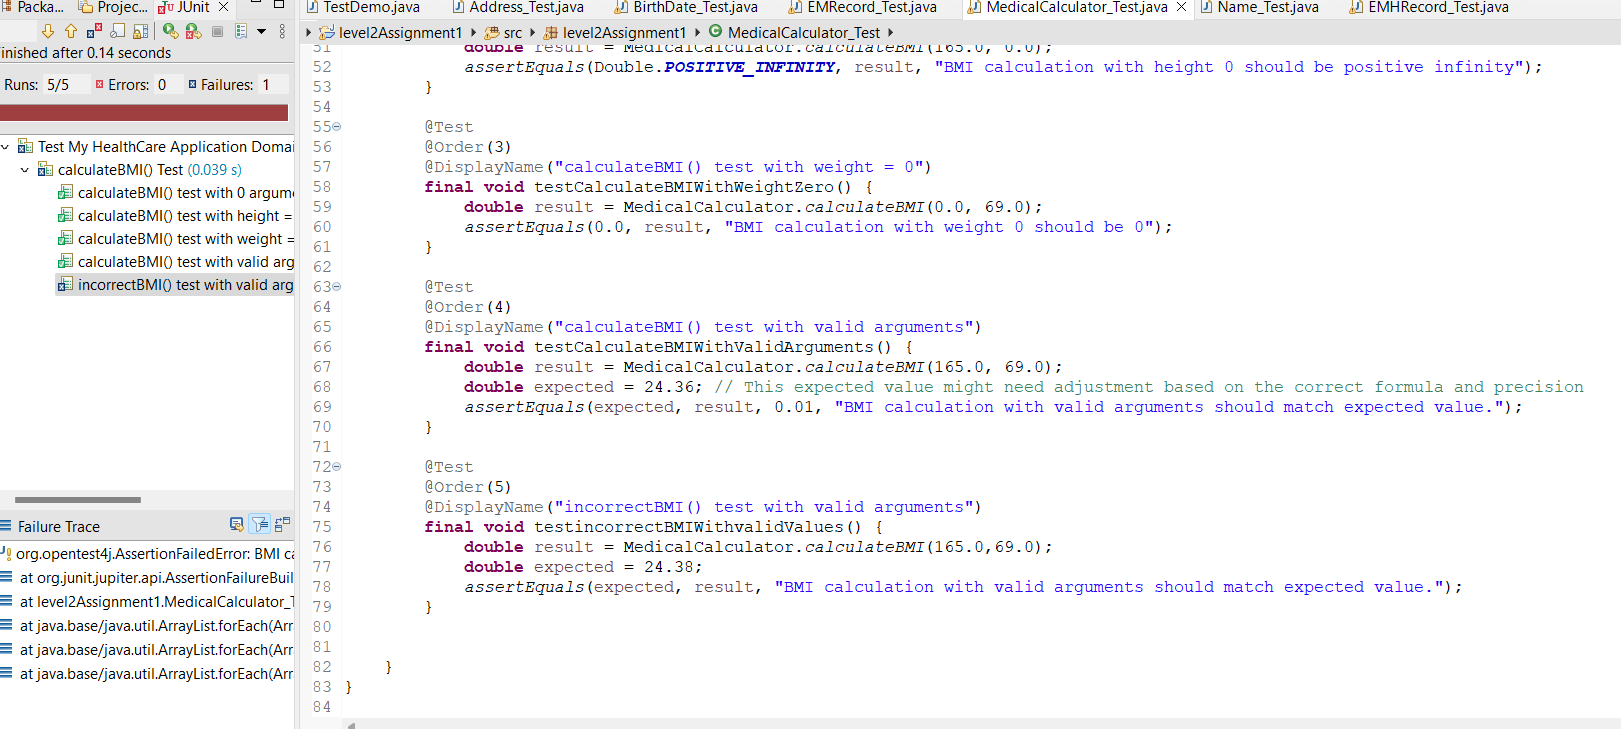 Packa...
Projec...
JUnit
TestDemo.java
Address_Test.java
BirthDate_Test.java
EMRecord_Test.java
MedicalCalculator_Test.java
Name_Test.java
EMHRecord_Test.java
inished after 0.14 seconds
Runs: 5/5
Errors: 0
Failures: 1
Test My HealthCare Application Domai
calculateBMI() Test (0.039 s)
calculateBMI() test with 0 argume
calculateBMI() test with height =
calculateBMI() test with weight =
calculateBMI() test with valid arg
incorrectBMI() test with valid arg
Failure Trace
org.opentest4j.AssertionFailedError: BMI ca
at org.junit.jupiter.api.AssertionFailureBuil
at level2Assignment1.MedicalCalculator_T
at java.base/java.util.ArrayList.forEach(Arr
at java.base/java.util.ArrayList.forEach(Arr
at java.base/java.util.ArrayList.forEach(Arr
level2Assignment1 src level2Assignment1 MedicalCalculator_Test
51 double result = MedicalCalculator.calculateBMI(165.0, 0.0);
52 assertEquals(Double.POSITIVE_INFINITY, result, "BMI calculation with height 0 should be positive infinity");
53 }
54
55 @Test
56 @Order(3)
57 @DisplayName("calculateBMI() test with weight = 0")
58 final void testCalculateBMIWithWeightZero() {
59 double result = MedicalCalculator.calculateBMI(0.0, 69.0);
60 assertEquals(0.0, result, "BMI calculation with weight 0 should be 0");
61 }
62
63 @Test
64 @Order(4)
65 @DisplayName("calculateBMI() test with valid arguments")
66 final void testCalculateBMIWithValidArguments() {
67 double result = MedicalCalculator.calculateBMI(165.0, 69.0);
68 double expected = 24.36; // This expected value might need adjustment based on the correct formula and precision
69 assertEquals(expected, result, 0.01, "BMI calculation with valid arguments should match expected value.");
70 }
71
72 @Test
73 @Order(5)
74 @DisplayName("incorrectBMI() test with valid arguments")
75 final void testincorrectBMIWithvalidValues() {
76 double result = MedicalCalculator.calculateBMI(165.0,69.0);
77 double expected = 24.38;
78 assertEquals(expected, result, "BMI calculation with valid arguments should match expected value.");
79 }
80
81
82 }
83 }
84